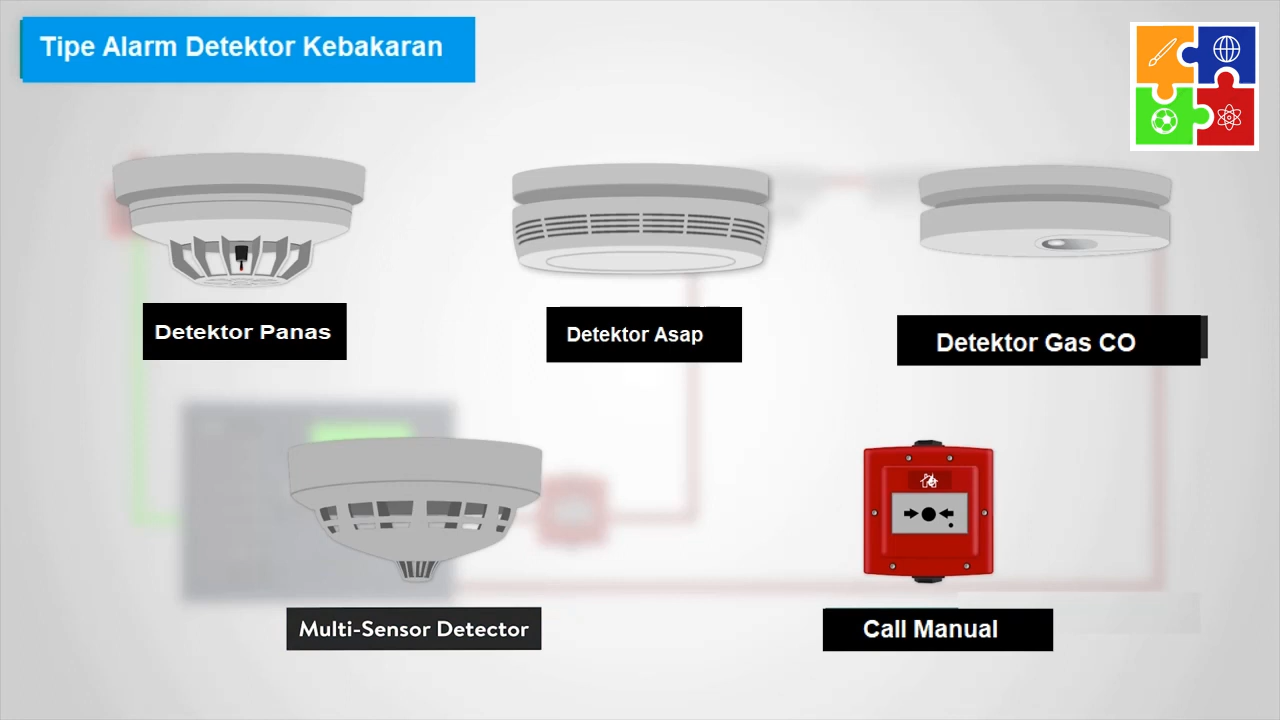 Tipe Alarm Detektor Kebakaran
Detektor Panas
Detektor Asap
Detektor Gas CO
Multi-Sensor Detector
Call Manual